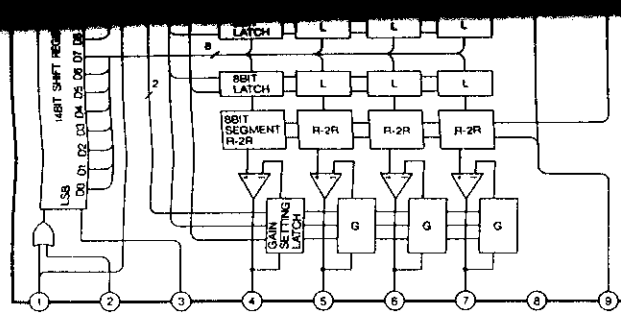 14BIT SHIFT REG
LSB
D0 D1 D2 D3 D4 D5 D6 D7 D8
LATCH L L L
8
2
8BIT
LATCH L L L
8BIT
SEGMENT
R-2R R-2R R-2R R-2R
GAIN
SETTING
LATCH G G G
1 2 3 4 5 6 7 8 9